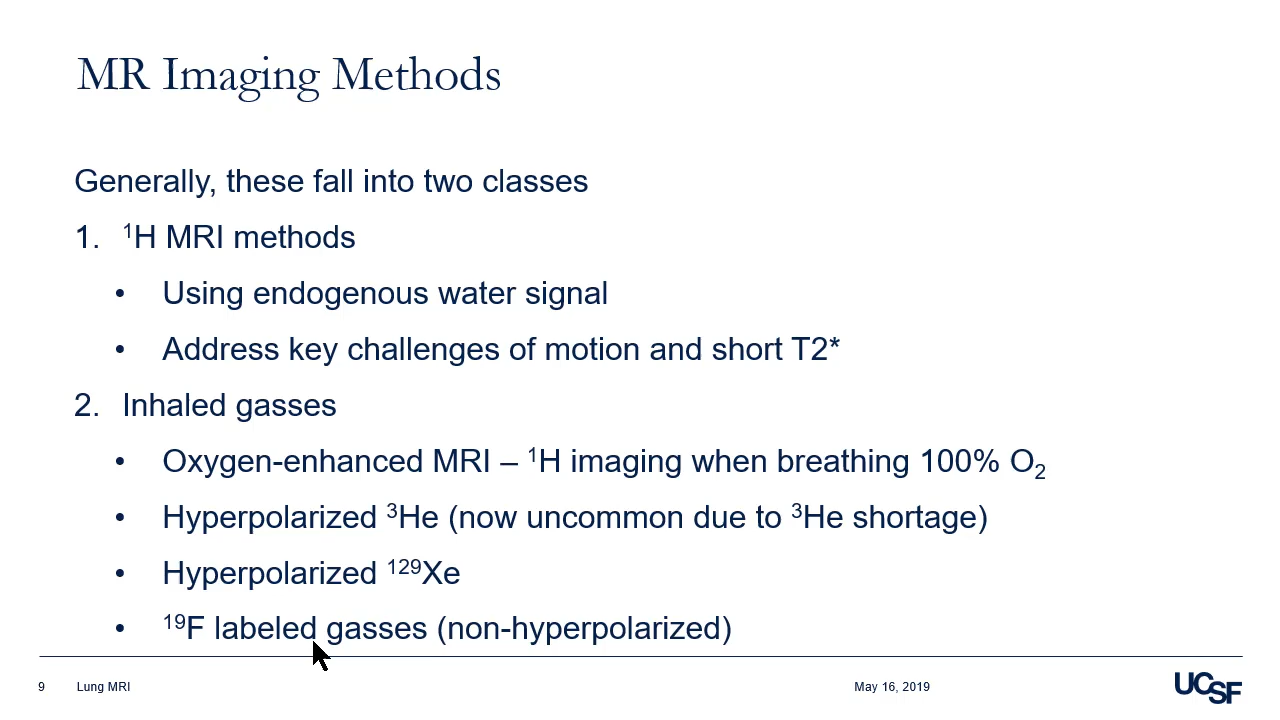 MR Imaging Methods
Generally, these fall into two classes
1. ¹H MRI methods
• Using endogenous water signal
• Address key challenges of motion and short T2*
2. Inhaled gasses
• Oxygen-enhanced MRI – ¹H imaging when breathing 100% O₂
• Hyperpolarized ³He (now uncommon due to ³He shortage)
• Hyperpolarized ¹²⁹Xe
• ¹⁹F labeled gasses (non-hyperpolarized)
9 Lung MRI May 16, 2019 UCSF